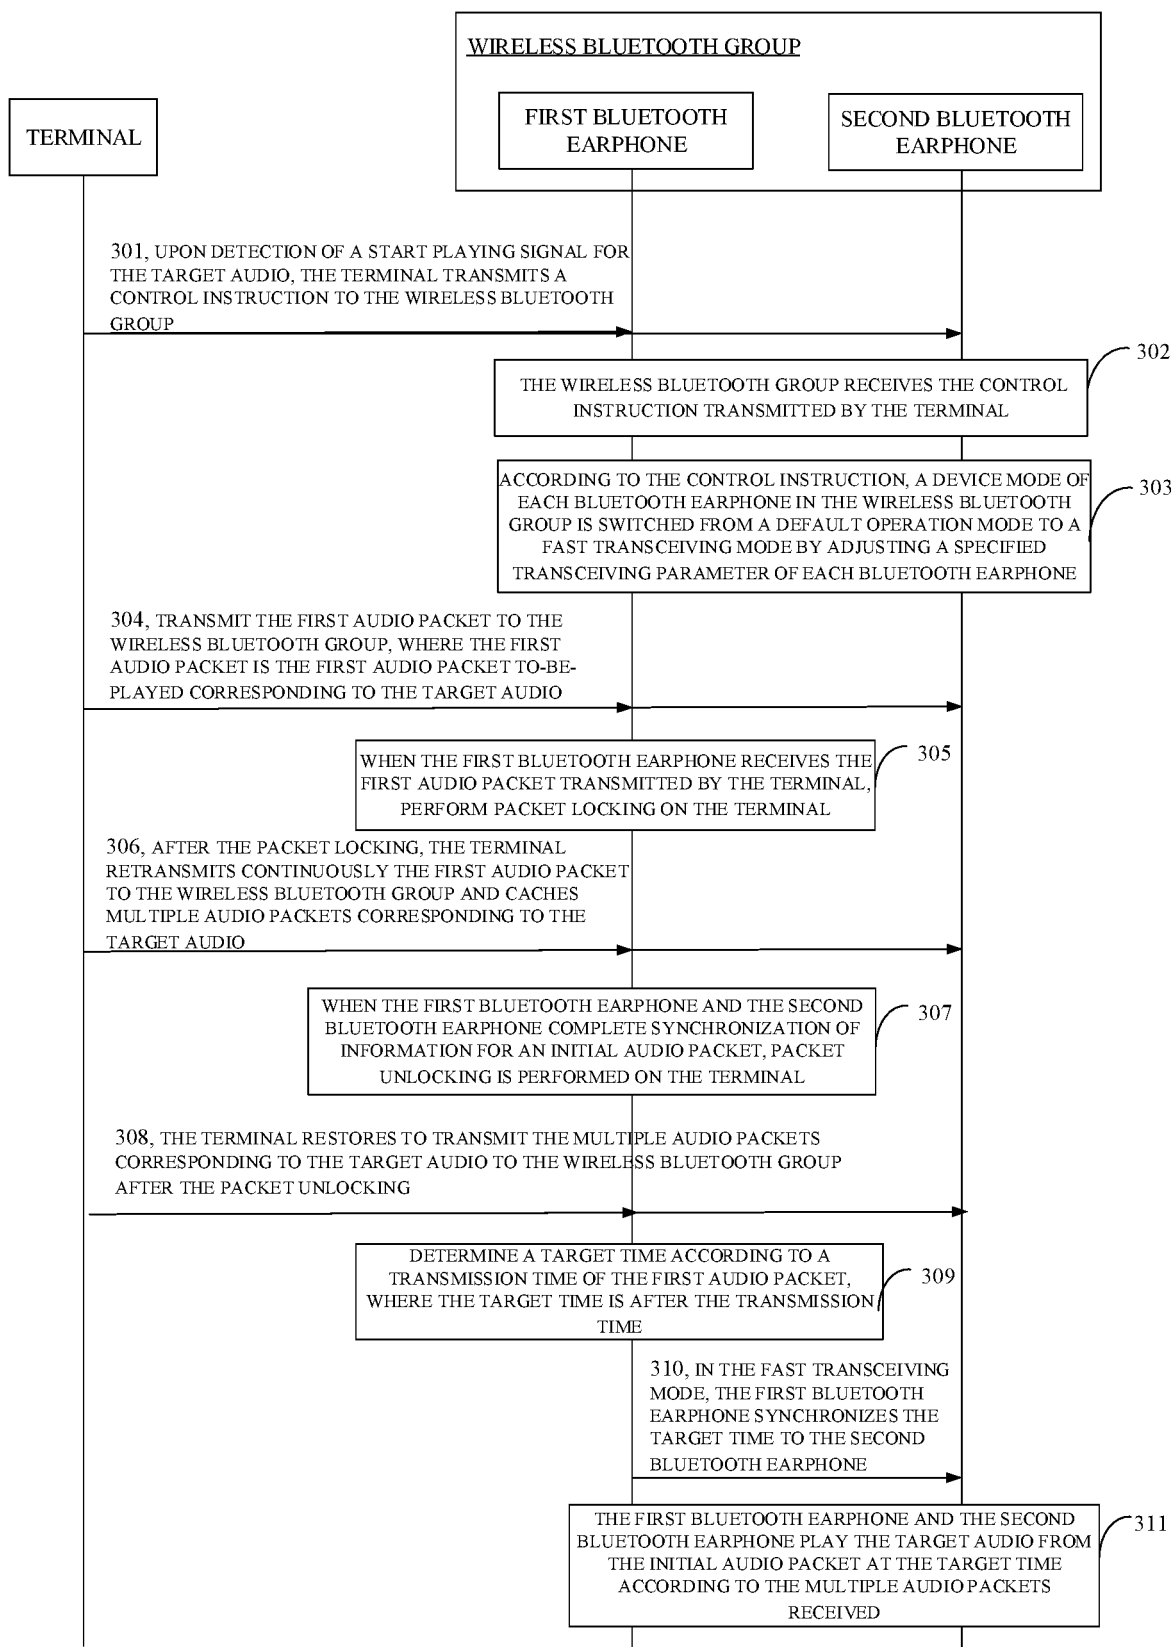 WIRELESS BLUETOOTH GROUP
TERMINAL
FIRST BLUETOOTH
EARPHONE
SECOND BLUETOOTH
EARPHONE
301, UPON DETECTION OF A START PLAYING SIGNAL FOR
THE TARGET AUDIO, THE TERMINAL TRANSMITS A
CONTROL INSTRUCTION TO THE WIRELESS BLUETOOTH
GROUP
302
THE WIRELESS BLUETOOTH GROUP RECEIVES THE CONTROL
INSTRUCTION TRANSMITTED BY THE TERMINAL
303
ACCORDING TO THE CONTROL INSTRUCTION, A DEVICE MODE OF
EACH BLUETOOTH EARPHONE IN THE WIRELESS BLUETOOTH
GROUP IS SWITCHED FROM A DEFAULT OPERATION MODE TO A
FAST TRANSCEIVING MODE BY ADJUSTING A SPECIFIED
TRANSCEIVING PARAMETER OF EACH BLUETOOTH EARPHONE
304, TRANSMIT THE FIRST AUDIO PACKET TO THE
WIRELESS BLUETOOTH GROUP, WHERE THE FIRST
AUDIO PACKET IS THE FIRST AUDIO PACKET TO-BE-
PLAYED CORRESPONDING TO THE TARGET AUDIO
305
WHEN THE FIRST BLUETOOTH EARPHONE RECEIVES THE
FIRST AUDIO PACKET TRANSMITTED BY THE TERMINAL,
PERFORM PACKET LOCKING ON THE TERMINAL
306, AFTER THE PACKET LOCKING, THE TERMINAL
RETRANSMITS CONTINUOUSLY THE FIRST AUDIO PACKET
TO THE WIRELESS BLUETOOTH GROUP AND CACHES
MULTIPLE AUDIO PACKETS CORRESPONDING TO THE
TARGET AUDIO
307
WHEN THE FIRST BLUETOOTH EARPHONE AND THE SECOND
BLUETOOTH EARPHONE COMPLETE SYNCHRONIZATION OF
INFORMATION FOR AN INITIAL AUDIO PACKET, PACKET
UNLOCKING IS PERFORMED ON THE TERMINAL
308, THE TERMINAL RESTORES TO TRANSMIT THE MULTIPLE AUDIO PACKETS
CORRESPONDING TO THE TARGET AUDIO TO THE WIRELESS BLUETOOTH GROUP
AFTER THE PACKET UNLOCKING
DETERMINE A TARGET TIME ACCORDING TO A
TRANSMISSION TIME OF THE FIRST AUDIO PACKET,
WHERE THE TARGET TIME IS AFTER THE TRANSMISSION
TIME
309
310, IN THE FAST TRANSCEIVING
MODE, THE FIRST BLUETOOTH
EARPHONE SYNCHRONIZES THE
TARGET TIME TO THE SECOND
BLUETOOTH EARPHONE
THE FIRST BLUETOOTH EARPHONE AND THE SECOND
BLUETOOTH EARPHONE PLAY THE TARGET AUDIO FROM
THE INITIAL AUDIO PACKET AT THE TARGET TIME
ACCORDING TO THE MULTIPLE AUDIO PACKETS
RECEIVED
311